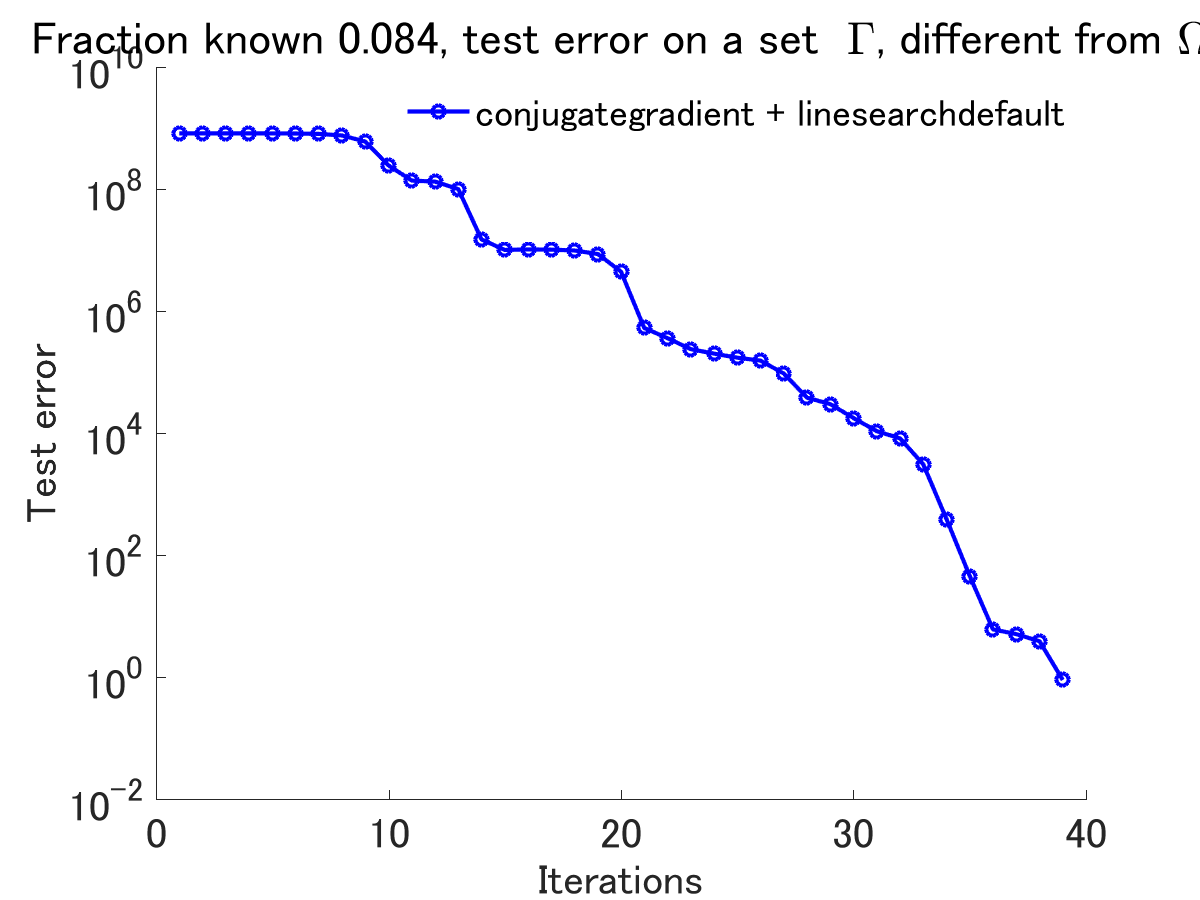 Fraction known 0.084, test error on a set Γ, different from Ω
10^10
conjugategradient + linesearchdefault
10^8
10^6
10^4
10^2
10^0
10^-2
Test error
0 10 20 30 40
Iterations